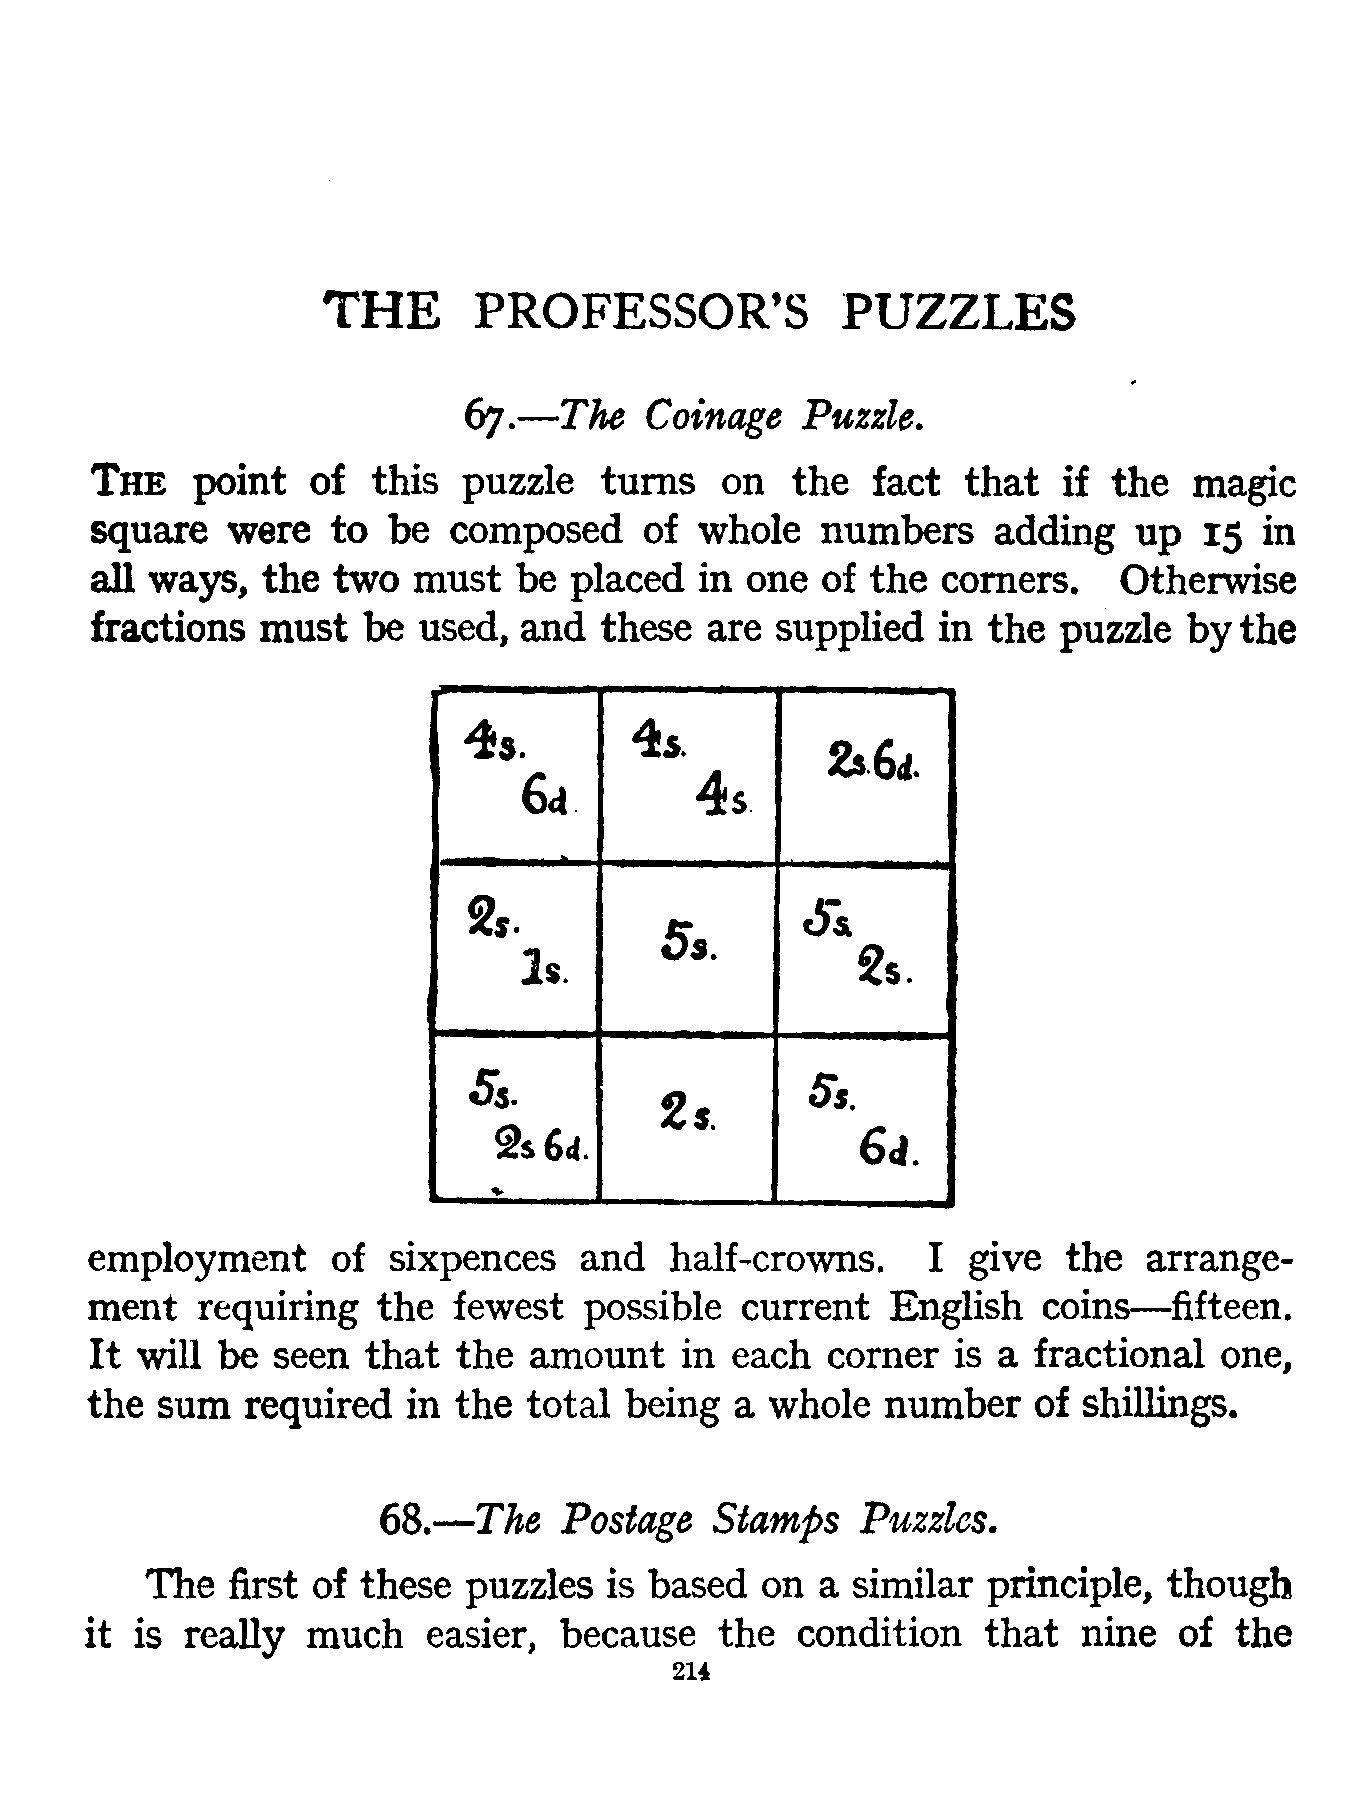 THE PROFESSOR'S PUZZLES
67.—The Coinage Puzzle.
THE point of this puzzle turns on the fact that if the magic
square were to be composed of whole numbers adding up 15 in
all ways, the two must be placed in one of the corners. Otherwise
fractions must be used, and these are supplied in the puzzle by the
4s. 4s. 2s.6d.
6d. 4s.
2s. 5s. 5s.
1s. 2s.
5s. 2s. 5s.
2s 6d. 6d.
employment of sixpences and half-crowns. I give the arrange-
ment requiring the fewest possible current English coins—fifteen.
It will be seen that the amount in each corner is a fractional one,
the sum required in the total being a whole number of shillings.
68.—The Postage Stamps Puzzles.
The first of these puzzles is based on a similar principle, though
it is really much easier, because the condition that nine of the
214